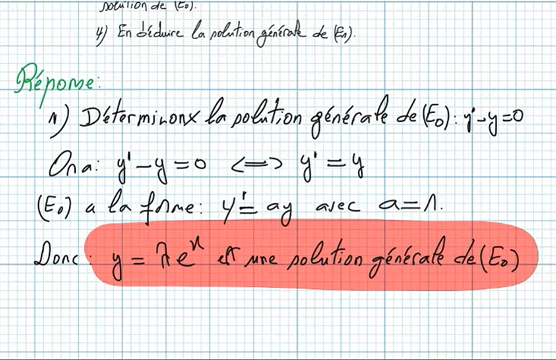 solution de (E₀).
4) En déduire la solution générale de (E₁).
Réponse:
1) Déterminons la solution générale de (E₀): y'-y=0
On a: y'-y=0 <=> y'=y
(E₀) a la forme: y'=ay avec a=1.
Donc: y = λe^x est une solution générale de (E₀)